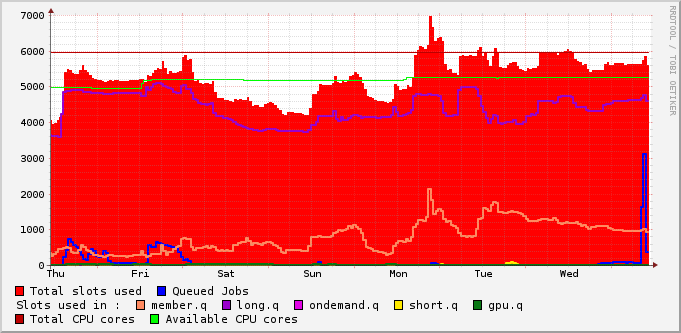 7000
6000
5000
4000
3000
2000
1000
0
Thu Fri Sat Sun Mon Tue Wed
RRDTOOL / TOBI OETIKER
Total slots used Queued Jobs
Slots used in : member.q long.q ondemand.q short.q gpu.q
Total CPU cores Available CPU cores